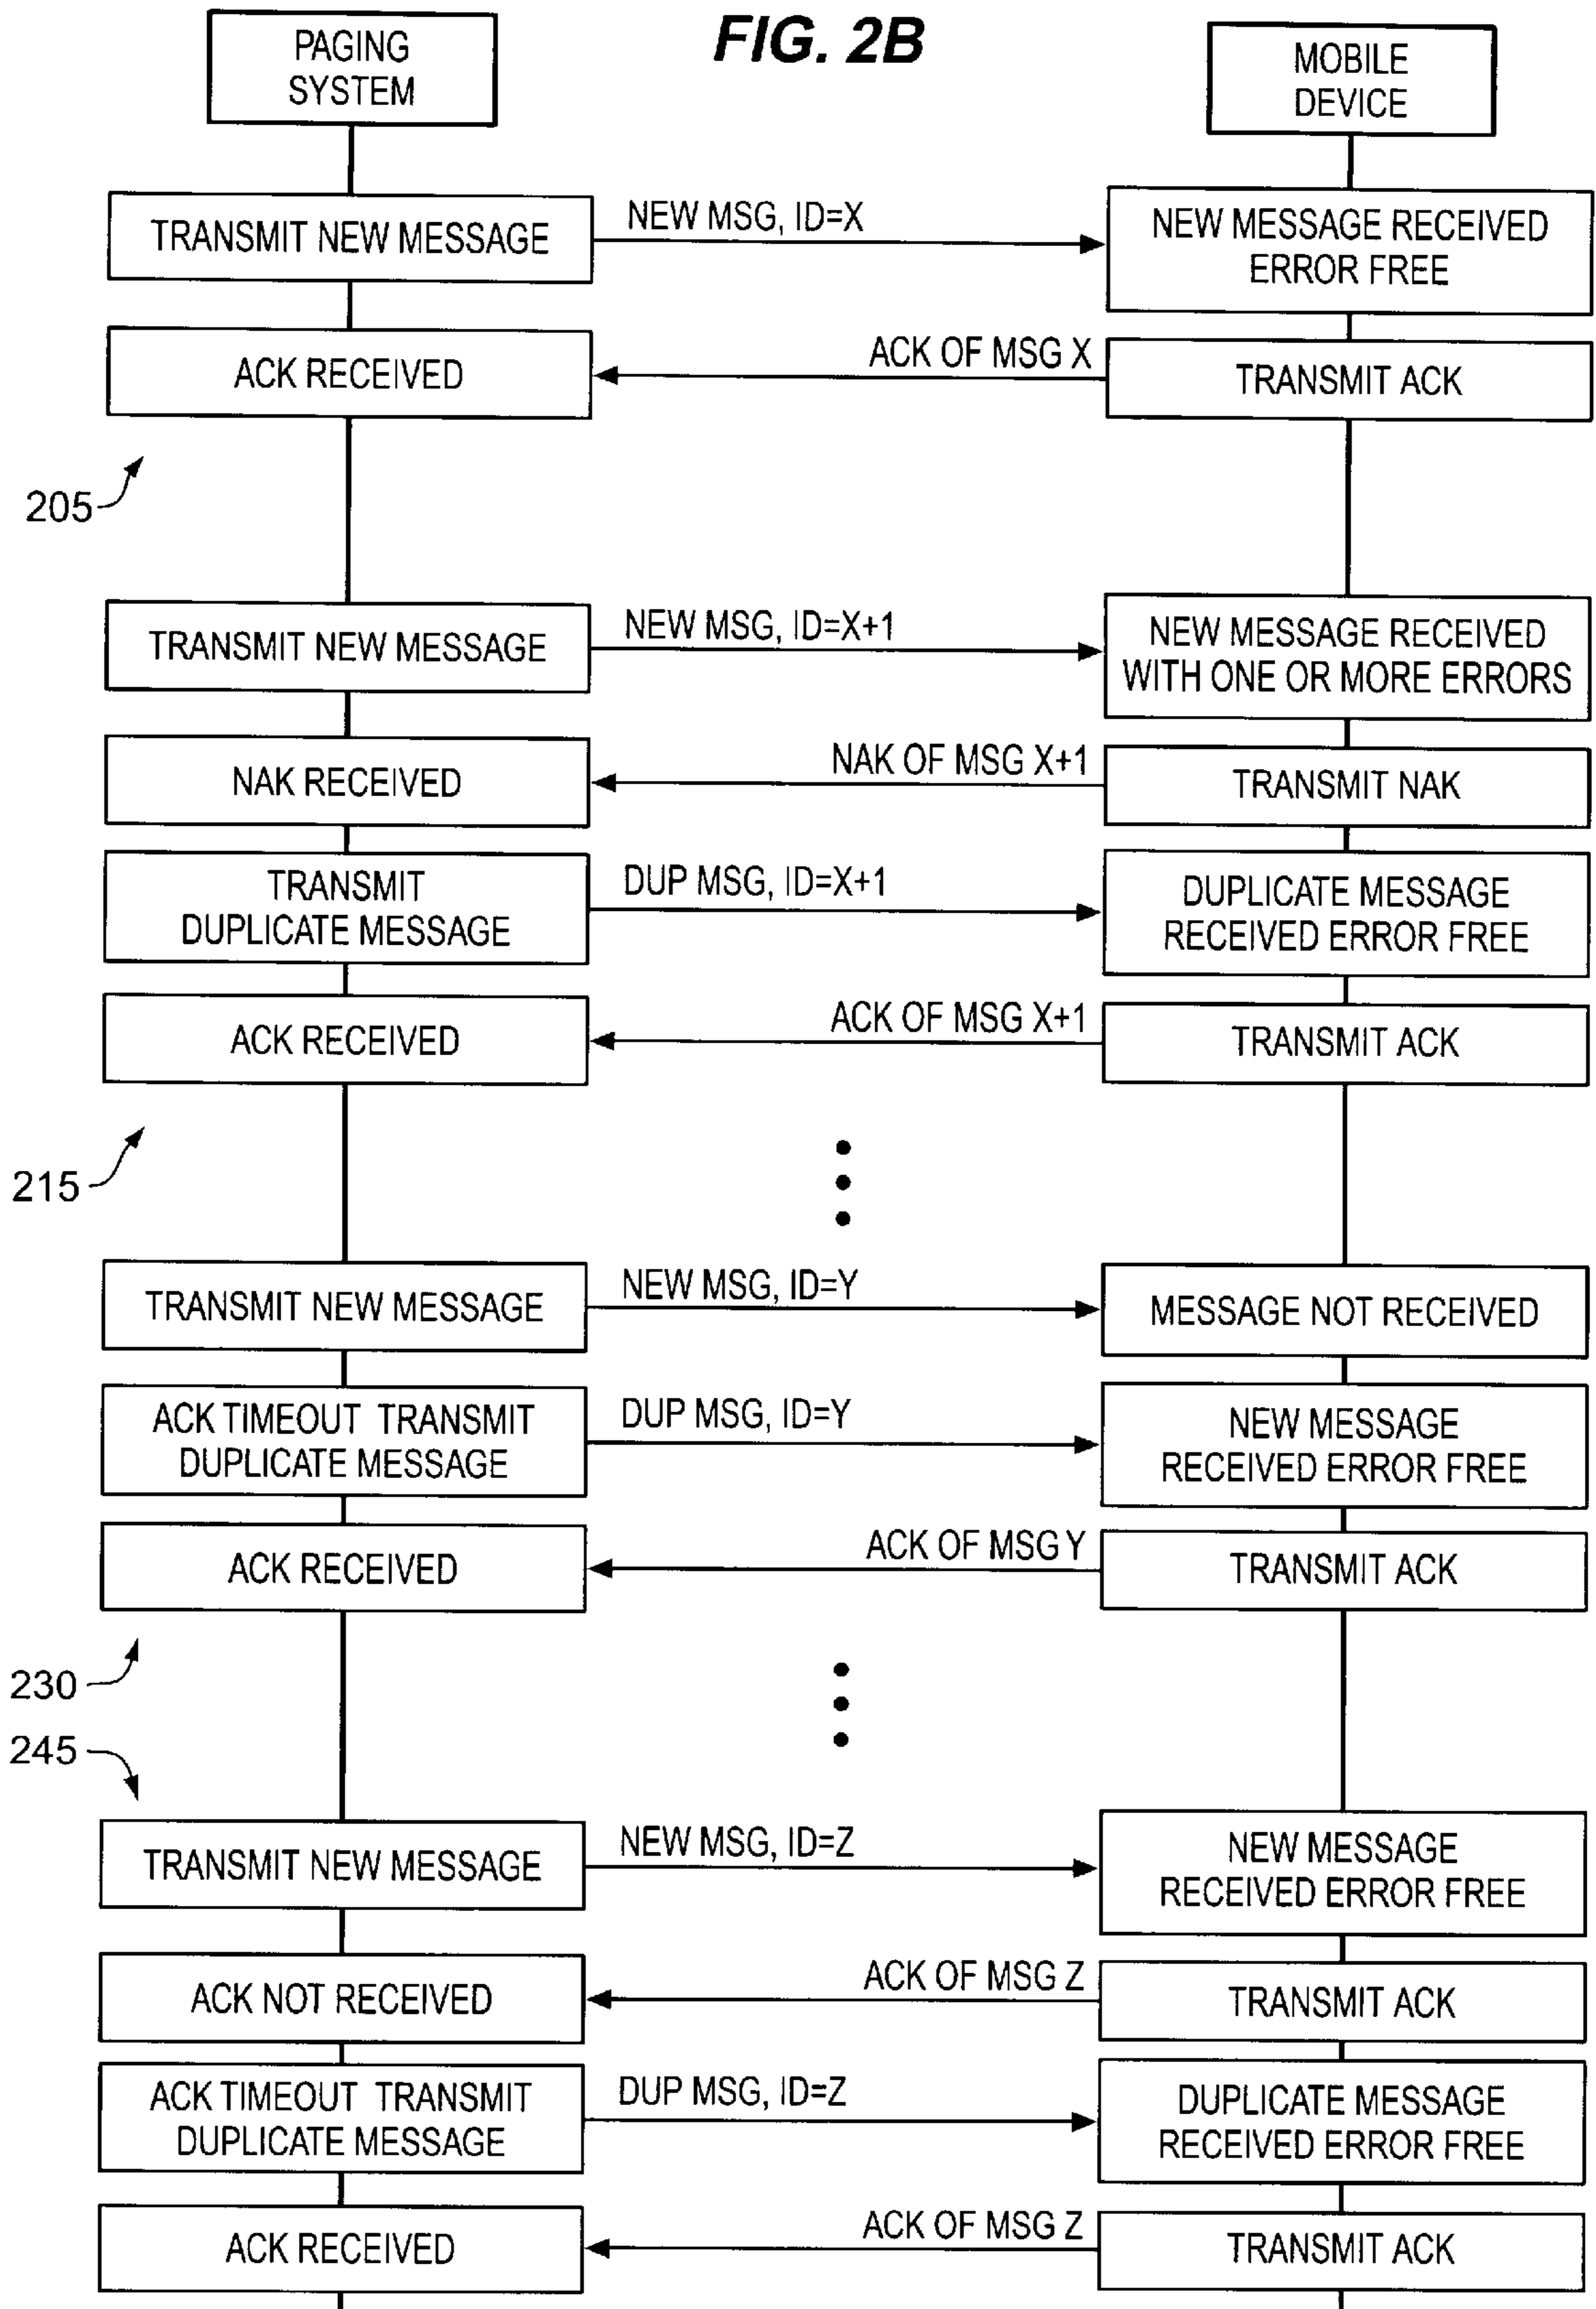 FIG. 2B
PAGING
SYSTEM
MOBILE
DEVICE
TRANSMIT NEW MESSAGE
NEW MSG, ID=X
NEW MESSAGE RECEIVED
ERROR FREE
ACK RECEIVED
ACK OF MSG X
TRANSMIT ACK
205
TRANSMIT NEW MESSAGE
NEW MSG, ID=X+1
NEW MESSAGE RECEIVED
WITH ONE OR MORE ERRORS
NAK RECEIVED
NAK OF MSG X+1
TRANSMIT NAK
TRANSMIT
DUPLICATE MESSAGE
DUP MSG, ID=X+1
DUPLICATE MESSAGE
RECEIVED ERROR FREE
ACK RECEIVED
ACK OF MSG X+1
TRANSMIT ACK
215
TRANSMIT NEW MESSAGE
NEW MSG, ID=Y
MESSAGE NOT RECEIVED
ACK TIMEOUT TRANSMIT
DUPLICATE MESSAGE
DUP MSG, ID=Y
NEW MESSAGE
RECEIVED ERROR FREE
ACK RECEIVED
ACK OF MSG Y
TRANSMIT ACK
230
245
TRANSMIT NEW MESSAGE
NEW MSG, ID=Z
NEW MESSAGE
RECEIVED ERROR FREE
ACK NOT RECEIVED
ACK OF MSG Z
TRANSMIT ACK
ACK TIMEOUT TRANSMIT
DUPLICATE MESSAGE
DUP MSG, ID=Z
DUPLICATE MESSAGE
RECEIVED ERROR FREE
ACK RECEIVED
ACK OF MSG Z
TRANSMIT ACK